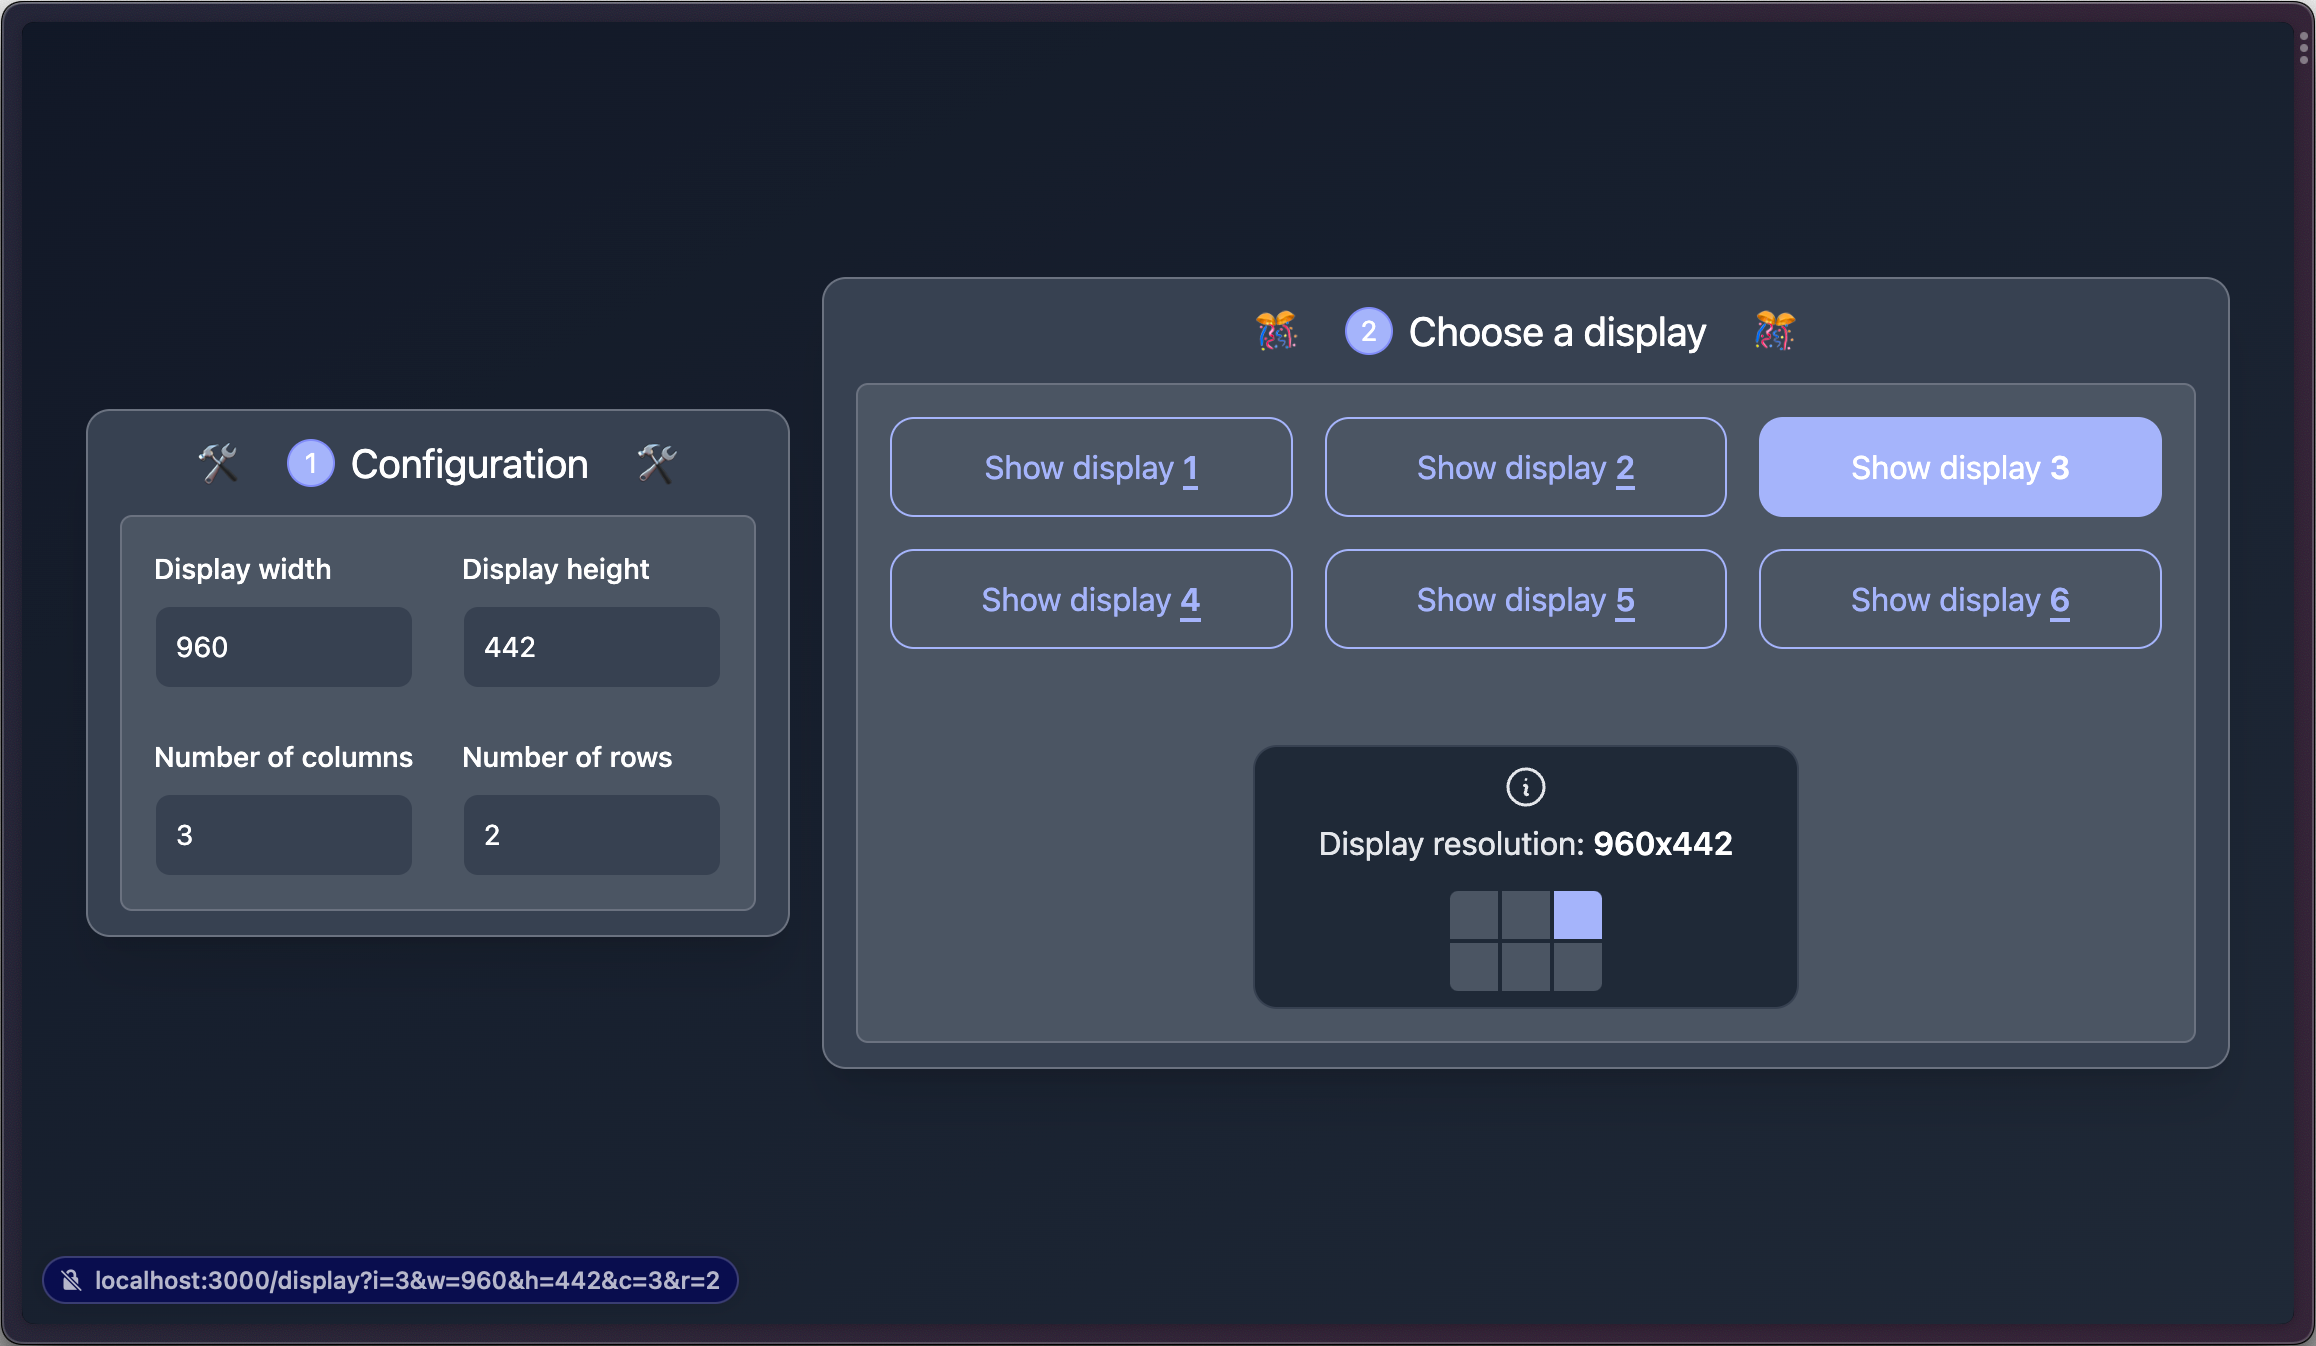 1 Configuration
Display width
Display height
960
442
Number of columns
Number of rows
3
2
2 Choose a display
Show display 1
Show display 2
Show display 3
Show display 4
Show display 5
Show display 6
Display resolution: 960x442
localhost:3000/display?i=3&w=960&h=442&c=3&r=2